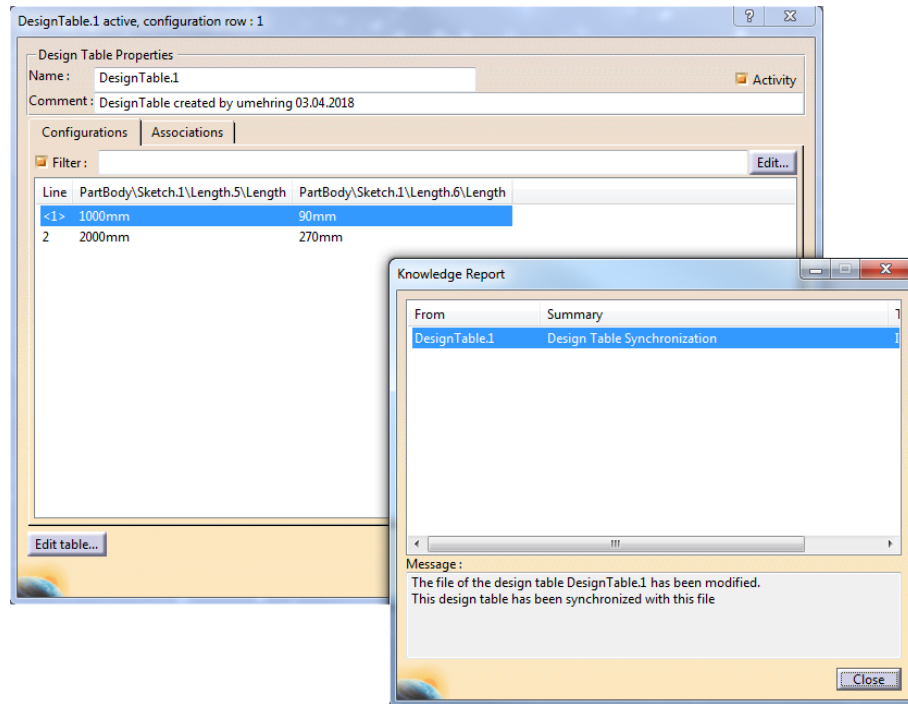 DesignTable.1 active, configuration row : 1
Design Table Properties
Name : DesignTable.1
Activity
Comment : DesignTable created by umehring 03.04.2018
Configurations Associations
Filter : Edit...
Line PartBody\Sketch.1\Length.5\Length PartBody\Sketch.1\Length.6\Length
<1> 1000mm 90mm
2 2000mm 270mm
Edit table...
Knowledge Report
From Summary
DesignTable.1 Design Table Synchronization
Message :
The file of the design table DesignTable.1 has been modified.
This design table has been synchronized with this file
Close